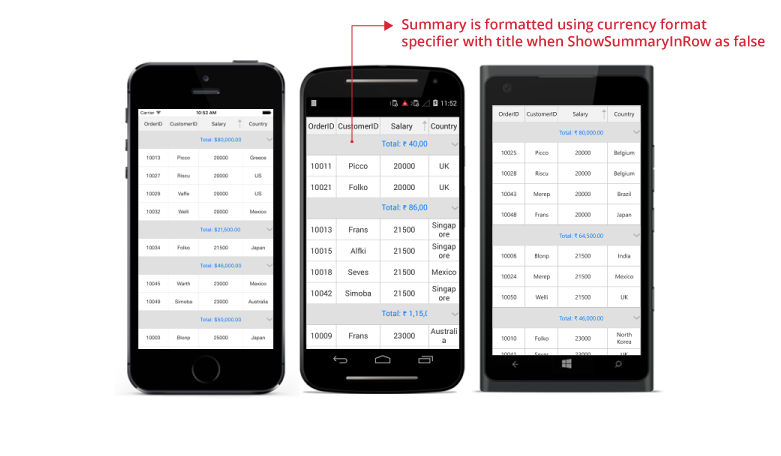 Summary is formatted using currency format
specifier with title when ShowSummaryInRow as false
Carrier 10:52 AM
OrderID CustomerID Salary Country
Total: $80,000.00
10013 Picco 20000 Greece
10027 Riscu 20000 US
10029 Vaffe 20000 US
10032 Welli 20000 Mexico
Total: $21,500.00
10034 Folko 21500 Japan
Total: $46,000.00
10045 Warth 23000 Mexico
10049 Simoba 23000 Australia
Total: $50,000.00
10003 Blonp 25000 Japan
11:52
OrderID CustomerID Salary Country
Total: ₹ 40,00
10011 Picco 20000 UK
10021 Folko 20000 UK
Total: ₹ 86,00
10013 Frans 21500 Singap
ore
10015 Alfki 21500 Singap
ore
10018 Seves 21500 Mexico
10042 Simoba 21500 Singap
ore
Total: ₹ 1,15,(
10009 Frans 23000 Australi
a
OrderID CustomerID Salary Country
Total: ₹ 80,000.00
10025 Picco 20000 Belgium
10028 Riscu 20000 Belgium
10043 Merep 20000 Brazil
10048 Frans 20000 Japan
Total: ₹ 64,500.00
10006 Blonp 21500 India
10024 Merep 21500 Mexico
10050 Welli 21500 UK
Total: ₹ 46,000.00
10010 Folko 23000 North
Korea
10041 Seves 23000 UK